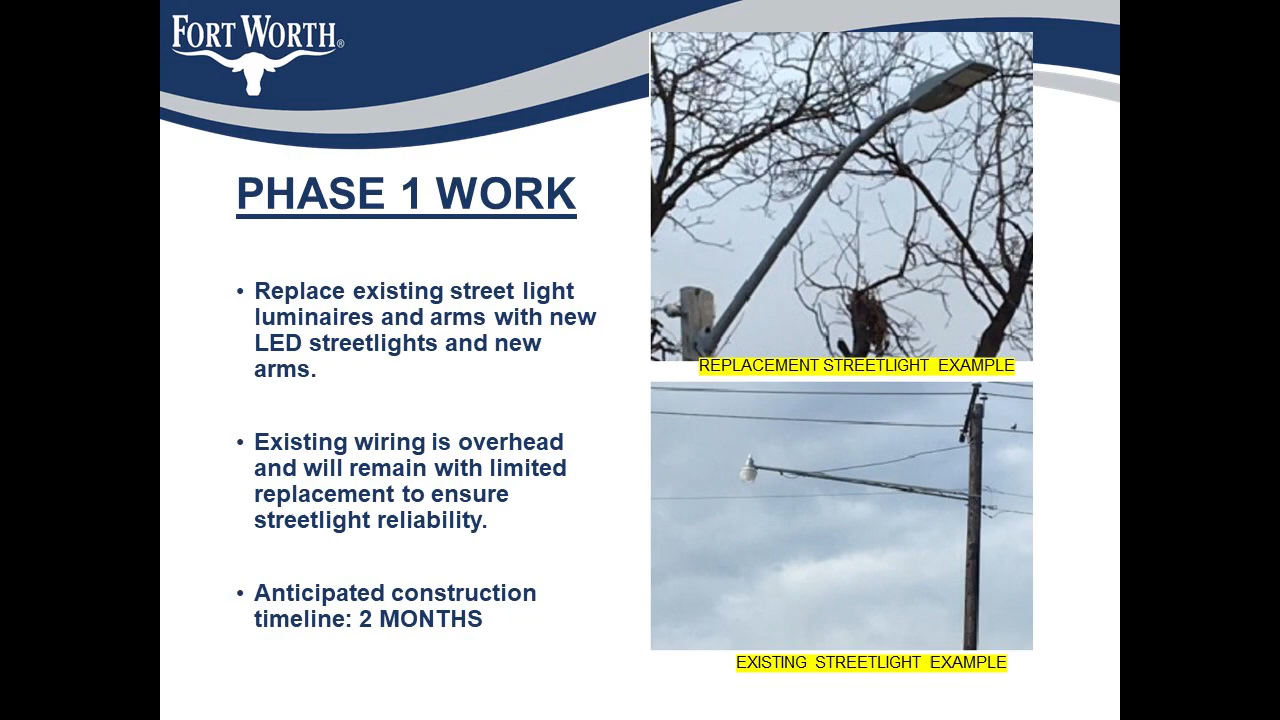 FORT WORTH®
PHASE 1 WORK
• Replace existing street light
luminaires and arms with new
LED streetlights and new
arms.
• Existing wiring is overhead
and will remain with limited
replacement to ensure
streetlight reliability.
• Anticipated construction
timeline: 2 MONTHS
REPLACEMENT STREETLIGHT EXAMPLE
EXISTING STREETLIGHT EXAMPLE